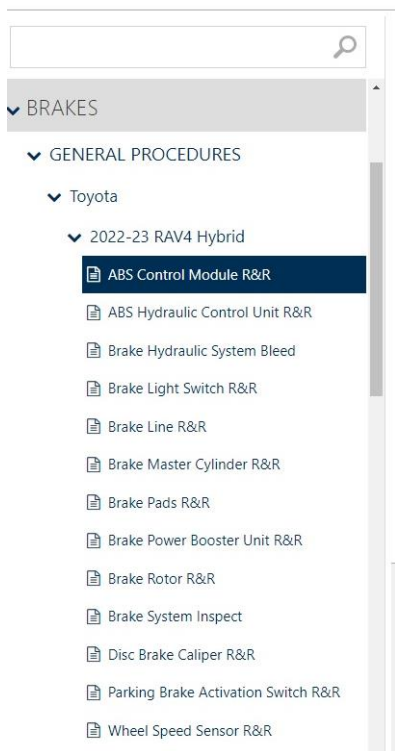 BRAKES
GENERAL PROCEDURES
Toyota
2022-23 RAV4 Hybrid
ABS Control Module R&R
ABS Hydraulic Control Unit R&R
Brake Hydraulic System Bleed
Brake Light Switch R&R
Brake Line R&R
Brake Master Cylinder R&R
Brake Pads R&R
Brake Power Booster Unit R&R
Brake Rotor R&R
Brake System Inspect
Disc Brake Caliper R&R
Parking Brake Activation Switch R&R
Wheel Speed Sensor R&R